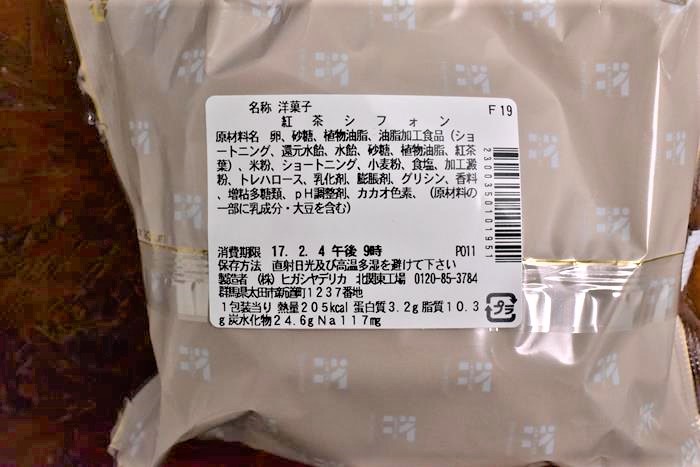 名称 洋菓子
F19
紅茶シフォン
原材料名 卵、砂糖、植物油脂、油脂加工食品(ショ
ートニング、還元水飴、水飴、砂糖、植物油脂、紅茶
葉)、米粉、ショートニング、小麦粉、食塩、加工澱
粉、トレハロース、乳化剤、膨脹剤、グリシン、香料
、増粘多糖類、pH調整剤、カカオ色素、(原材料の
一部に乳成分・大豆を含む)
2300350101951
消費期限 17.2.4午後9時 P011
保存方法 直射日光及び高温多湿を避けて下さい
製造者 (株)ヒガシヤデリカ 北関東工場 0120-85-3784
群馬県太田市新道町1237番地
1包装当り 熱量205kcal 蛋白質3.2g 脂質10.3
g炭水化物24.6gNa117mg
プラ